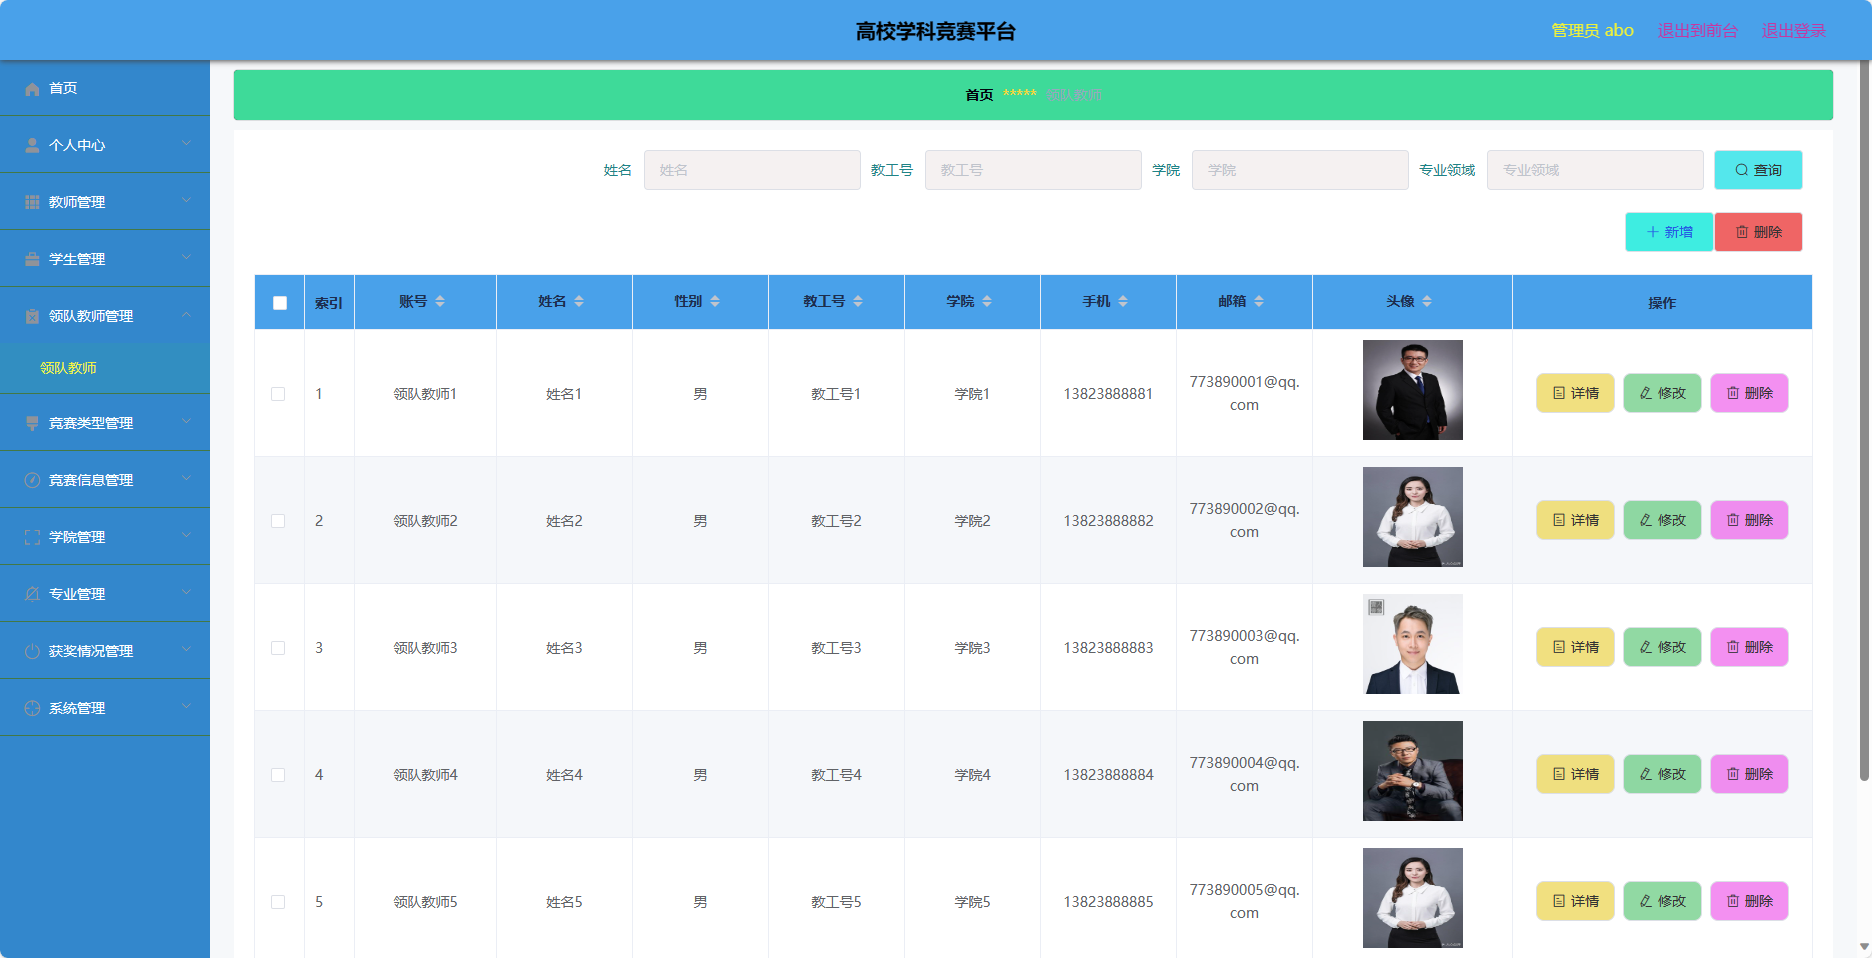 高校学科竞赛平台
管理员 abo
退出到前台
退出登录
首页
个人中心
教师管理
学生管理
领队教师管理
领队教师
竞赛类型管理
竞赛信息管理
学院管理
专业管理
获奖情况管理
系统管理
首页 ***** 领队教师
姓名 姓名 教工号 教工号 学院 学院 专业领域 专业领域 查询
新增 删除
索引 账号 姓名 性别 教工号 学院 手机 邮箱 头像 操作
1 领队教师1 姓名1 男 教工号1 学院1 13823888881 773890001@qq.
com
详情 修改 删除
2 领队教师2 姓名2 男 教工号2 学院2 13823888882 773890002@qq.
com
详情 修改 删除
3 领队教师3 姓名3 男 教工号3 学院3 13823888883 773890003@qq.
com
详情 修改 删除
4 领队教师4 姓名4 男 教工号4 学院4 13823888884 773890004@qq.
com
详情 修改 删除
5 领队教师5 姓名5 男 教工号5 学院5 13823888885 773890005@qq.
com
详情 修改 删除